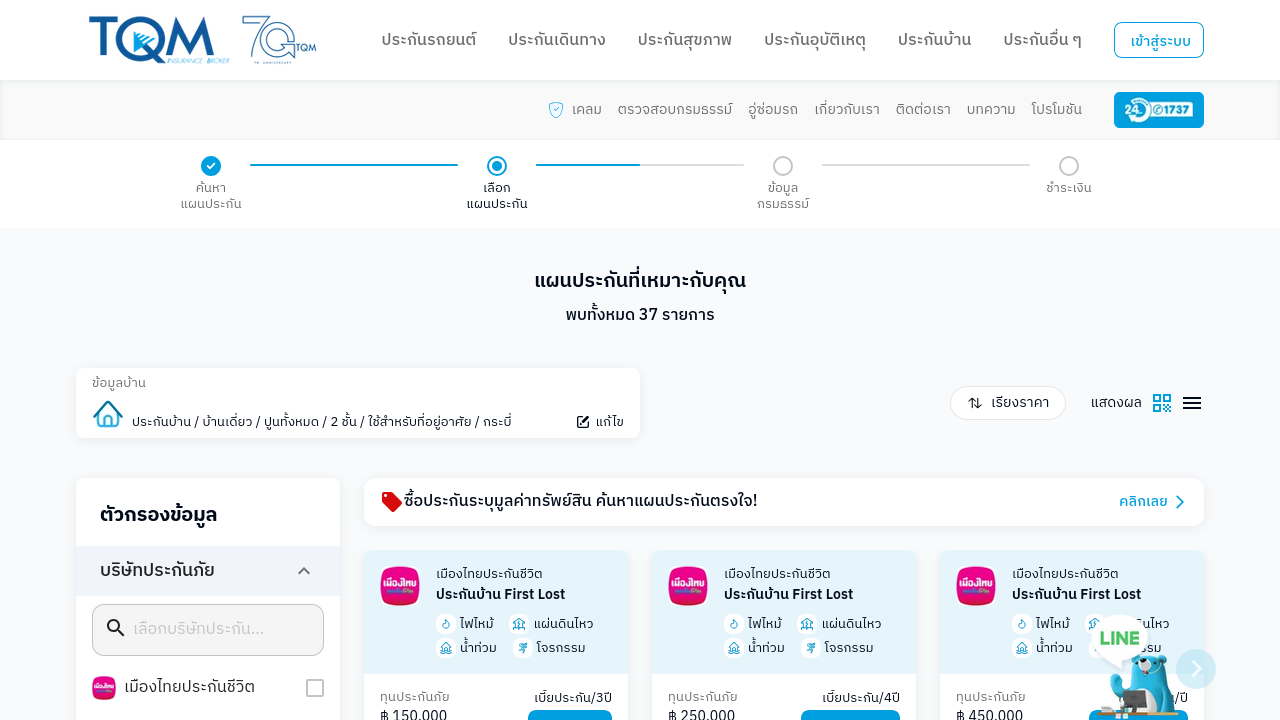 TQM INSURANCE BROKER
70 TQM
ประกันรถยนต์ ประกันเดินทาง ประกันสุขภาพ ประกันอุบัติเหตุ ประกันบ้าน ประกันอื่น ๆ เข้าสู่ระบบ
เคลม ตรวจสอบกรมธรรม์ อู่ซ่อมรถ เกี่ยวกับเรา ติดต่อเรา บทความ โปรโมชัน 24 1737
ค้นหา
แผนประกัน
เลือก
แผนประกัน
ข้อมูล
กรมธรรม์
ชำระเงิน
แผนประกันที่เหมาะกับคุณ
พบทั้งหมด 37 รายการ
ข้อมูลบ้าน
ประกันบ้าน / บ้านเดี่ยว / ปูนทั้งหมด / 2 ชั้น / ใช้สำหรับที่อยู่อาศัย / กระบี่ แก้ไข
เรียงราคา แสดงผล
ตัวกรองข้อมูล
บริษัทประกันภัย
เลือกบริษัทประกัน...
เมืองไทยประกันชีวิต
ซื้อประกันระบุมูลค่าทรัพย์สิน ค้นหาแผนประกันตรงใจ! คลิกเลย
เมืองไทย
เมืองไทยประกันชีวิต
ประกันบ้าน First Lost
ไฟไหม้ แผ่นดินไหว
น้ำท่วม โจรกรรม
ทุนประกันภัย เบี้ยประกัน/3ปี
฿ 150,000
เมืองไทย
เมืองไทยประกันชีวิต
ประกันบ้าน First Lost
ไฟไหม้ แผ่นดินไหว
น้ำท่วม โจรกรรม
ทุนประกันภัย เบี้ยประกัน/4ปี
฿ 250,000
เมืองไทย
เมืองไทยประกันชีวิต
ประกันบ้าน First Lost
ไฟไหม้
น้ำท่วม
ทุนประกันภัย
฿ 450,000
LINE